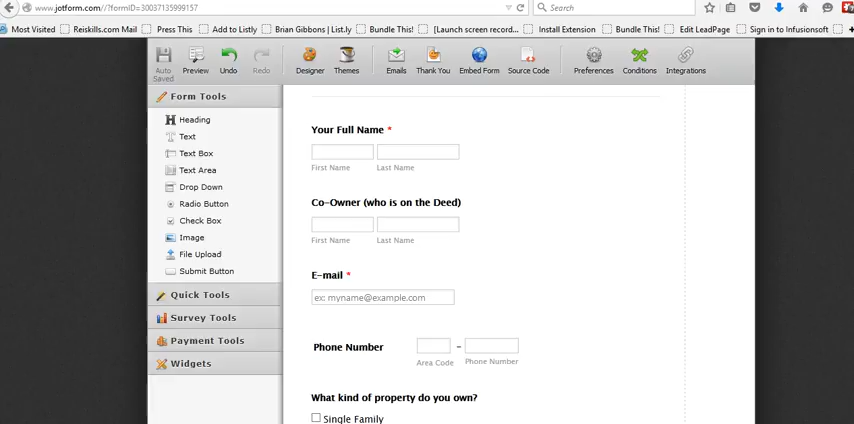 www.jotform.com//?formID=30037135999157
Search
Most Visited Reiskills.com Mail Press This Add to Listly Brian Gibbons | List.ly Bundle This! [Launch screen record... Install Extension Bundle This! Edit LeadPage Sign in to Infusionsoft
Auto Saved Preview Undo Redo Designer Themes Emails Thank You Embed Form Source Code Preferences Conditions Integrations
Form Tools
Heading
Text
Text Box
Text Area
Drop Down
Radio Button
Check Box
Image
File Upload
Submit Button
Quick Tools
Survey Tools
Payment Tools
Widgets
Your Full Name *
First Name Last Name
Co-Owner (who is on the Deed)
First Name Last Name
E-mail *
ex: myname@example.com
Phone Number -
Area Code Phone Number
What kind of property do you own?
Single Family